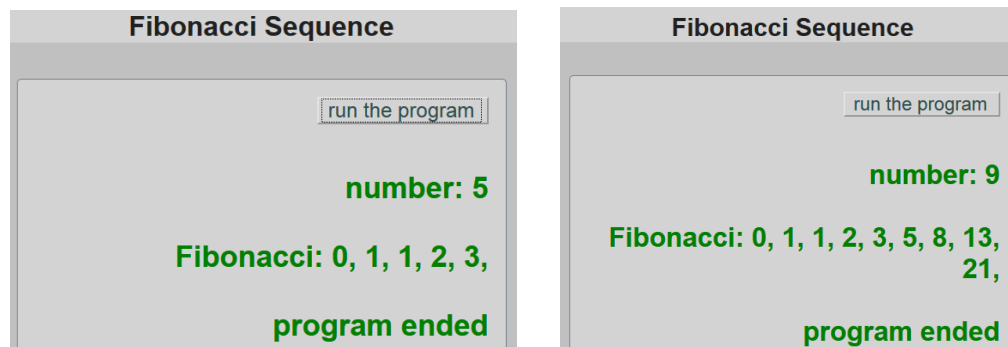 Fibonacci Sequence
run the program
number: 5
Fibonacci: 0, 1, 1, 2, 3,
program ended
Fibonacci Sequence
run the program
number: 9
Fibonacci: 0, 1, 1, 2, 3, 5, 8, 13,
21,
program ended